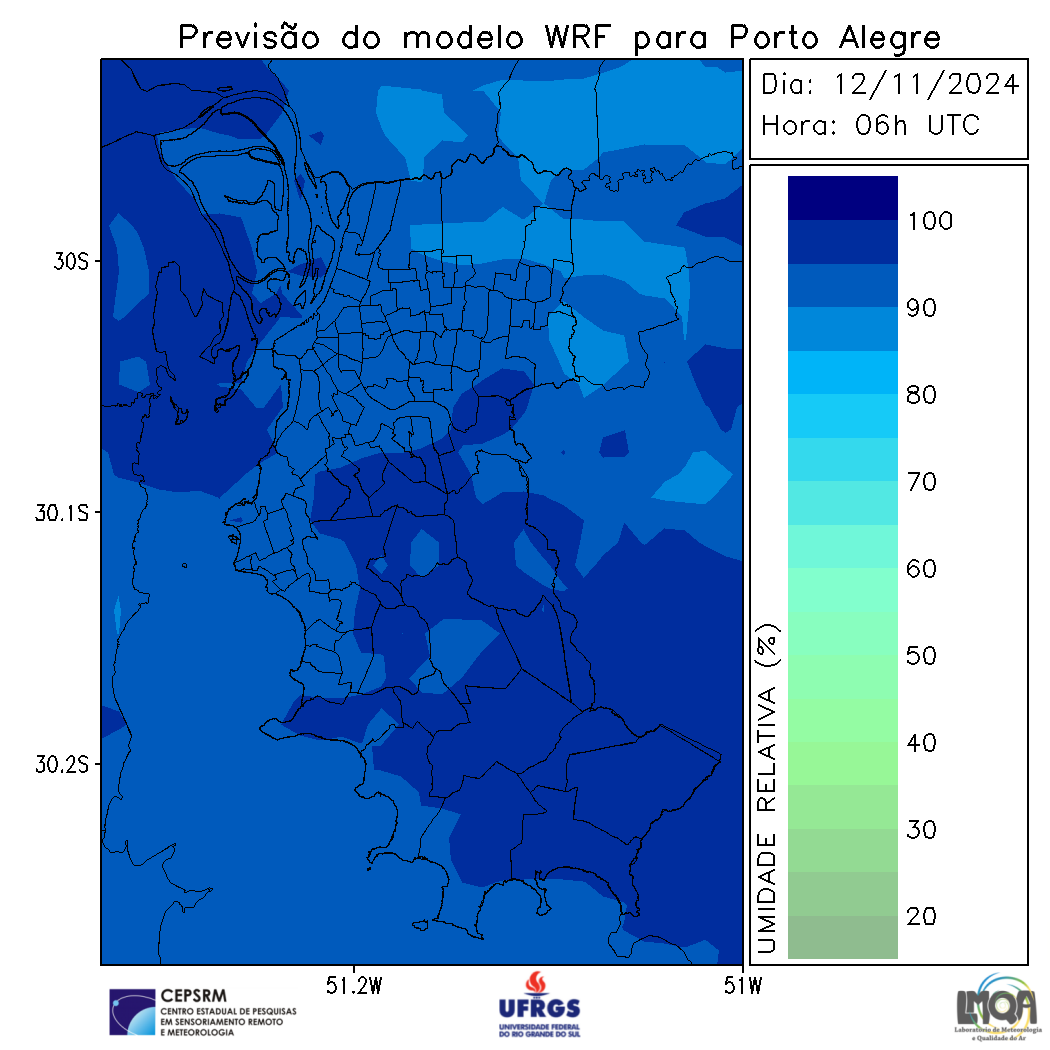 Previsão do modelo WRF para Porto Alegre
Dia: 12/11/2024
Hora: 06h UTC
30S
30.1S
30.2S
51.2W
51W
UMIDADE RELATIVA (%)
100
90
80
70
60
50
40
30
20
CEPSRM
CENTRO ESTADUAL DE PESQUISAS
EM SENSORIAMENTO REMOTO
E METEOROLOGIA
UFRGS
UNIVERSIDADE FEDERAL
DO RIO GRANDE DO SUL
LMQA
Laboratório de Meteorologia
e Qualidade do Ar